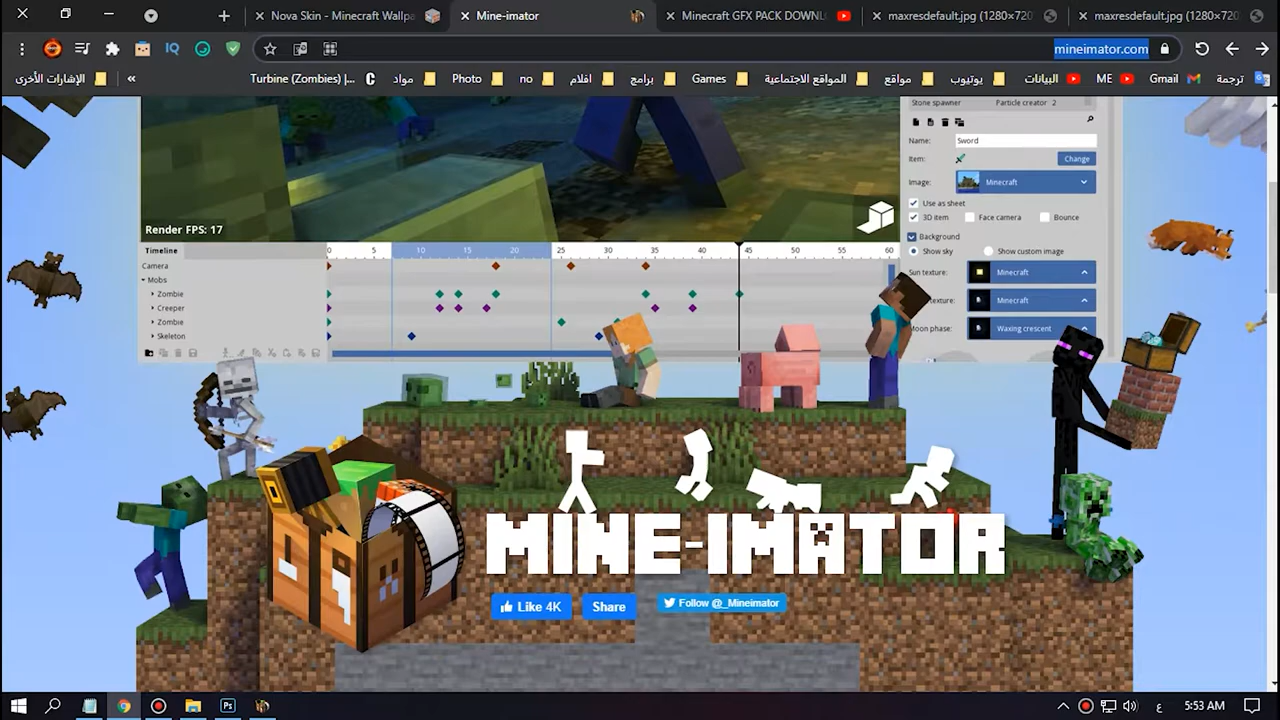 Nova Skin - Minecraft Wallpa
Mine-imator
Minecraft GFX PACK DOWNL
maxresdefault.jpg (1280×720
maxresdefault.jpg (1280×720
IQ
mineimator.com
الإشارات الأخرى
»
Turbine (Zombies) |...
مواد
Photo
no
افلام
برامج
Games
المواقع الاجتماعية
مواقع
يوتيوب
ME
البيانات
Gmail
ترجمة
Stone spawner
Particle creator 2
Name:
Sword
Item:
Change
Image:
Minecraft
Use as sheet
3D item
Face camera
Bounce
Background
Show sky
Show custom image
Sun texture:
Minecraft
texture:
Minecraft
Moon phase:
Waxing crescent
Render FPS: 17
Timeline
0 5 10 15 20 25 30 35 40 45 50 55 60
Camera
Mobs
Zombie
Creeper
Zombie
Skeleton
MINE-IMATOR
Like 4K
Share
Follow @_Mineimator
Ps
ع
5:53 AM